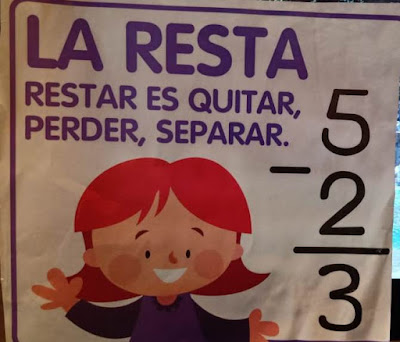 LA RESTA
RESTAR ES QUITAR,
PERDER, SEPARAR.
5
- 2
3